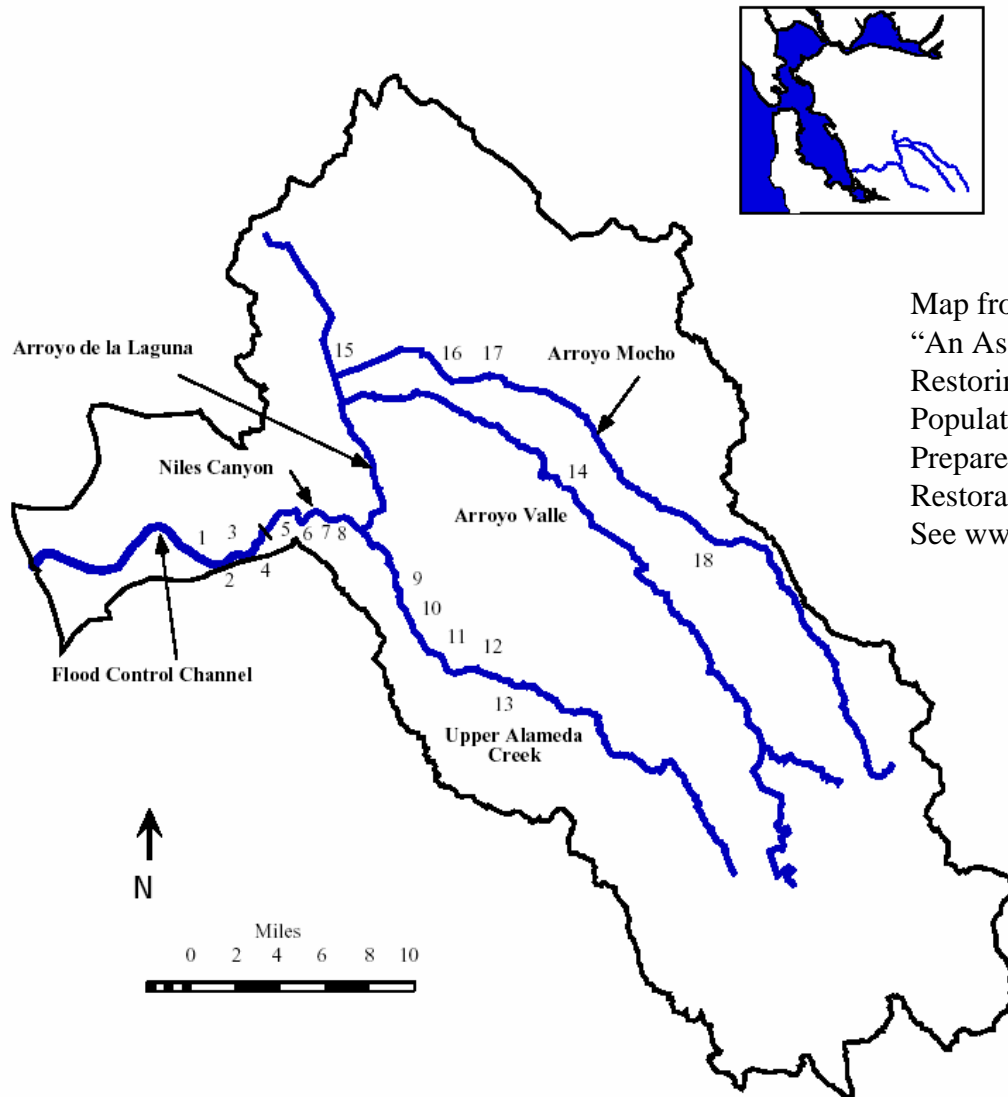 Map fro
“An As
Restorin
Populat
Prepare
Restora
See ww
Arroyo de la Laguna
15
16
17
Arroyo Mocho
Niles Canyon
14
Arroyo Valle
1
3
5
6
7
8
2
4
18
9
10
11
12
Flood Control Channel
13
Upper Alameda
Creek
N
Miles
0 2 4 6 8 10